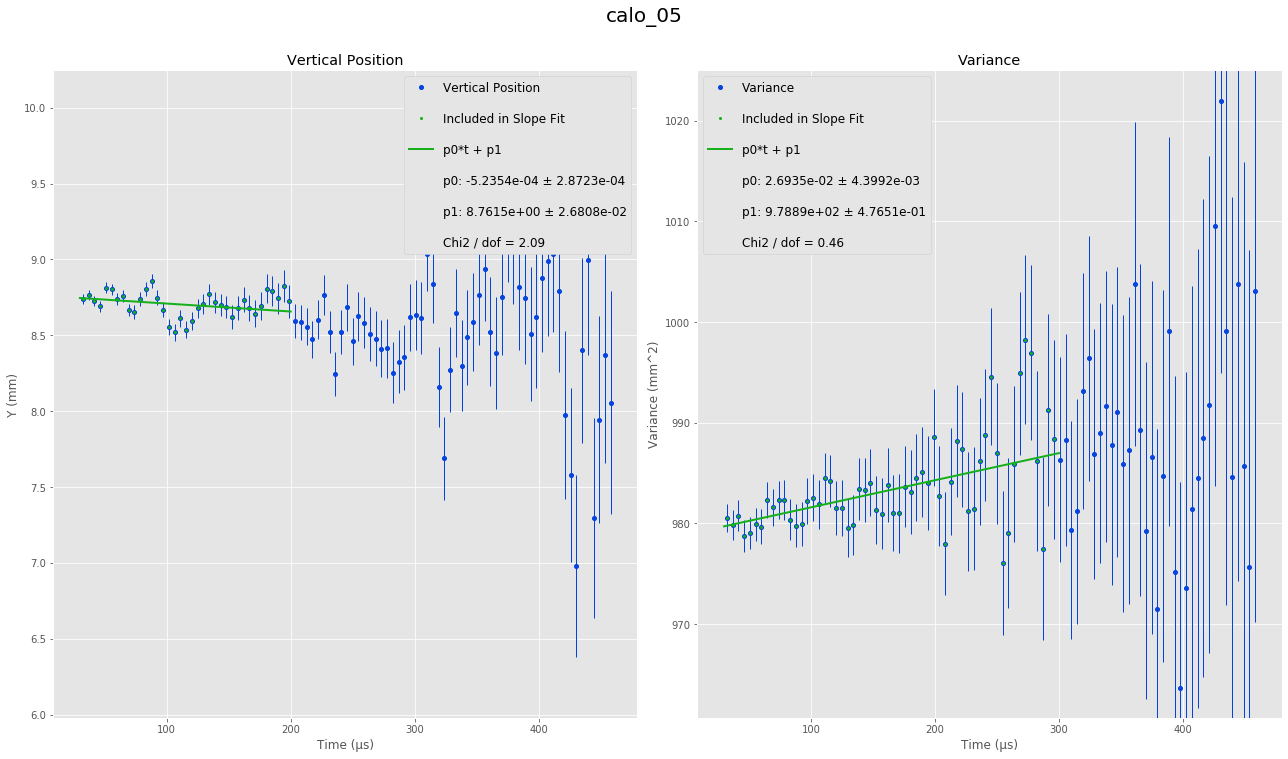 calo_05
Vertical Position
Vertical Position
Included in Slope Fit
p0*t + p1
p0: -5.2354e-04 ± 2.8723e-04
p1: 8.7615e+00 ± 2.6808e-02
Chi2 / dof = 2.09
10.0
9.5
9.0
8.5
8.0
7.5
7.0
6.5
6.0
Y (mm)
100
200
300
400
Time (μs)
Variance
Variance
Included in Slope Fit
p0*t + p1
p0: 2.6935e-02 ± 4.3992e-03
p1: 9.7889e+02 ± 4.7651e-01
Chi2 / dof = 0.46
1020
1010
1000
990
980
970
Variance (mm^2)
100
200
300
400
Time (μs)